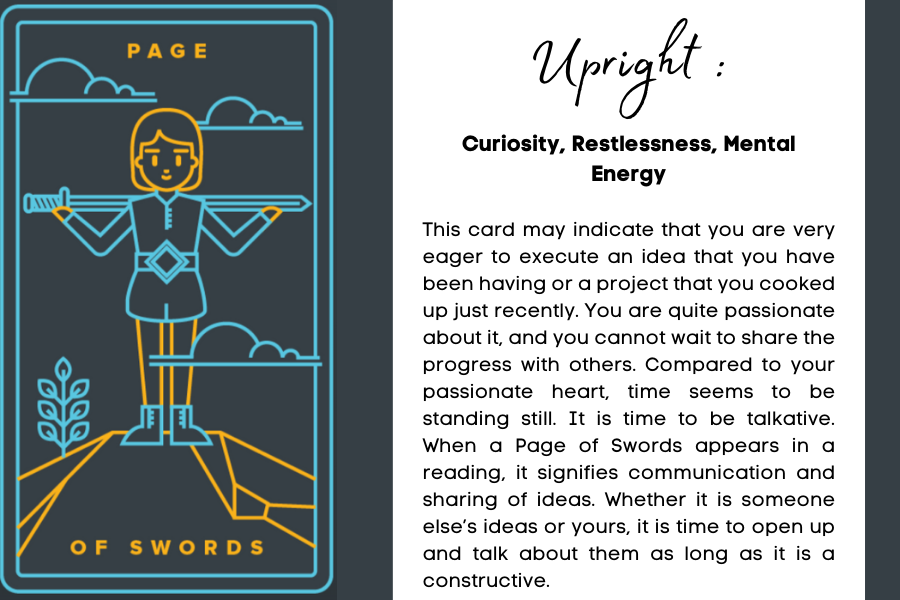 PAGE
OF SWORDS
Upright :
Curiosity, Restlessness, Mental
Energy
This card may indicate that you are very
eager to execute an idea that you have
been having or a project that you cooked
up just recently. You are quite passionate
about it, and you cannot wait to share the
progress with others. Compared to your
passionate heart, time seems to be
standing still. It is time to be talkative.
When a Page of Swords appears in a
reading, it signifies communication and
sharing of ideas. Whether it is someone
else’s ideas or yours, it is time to open up
and talk about them as long as it is a
constructive.